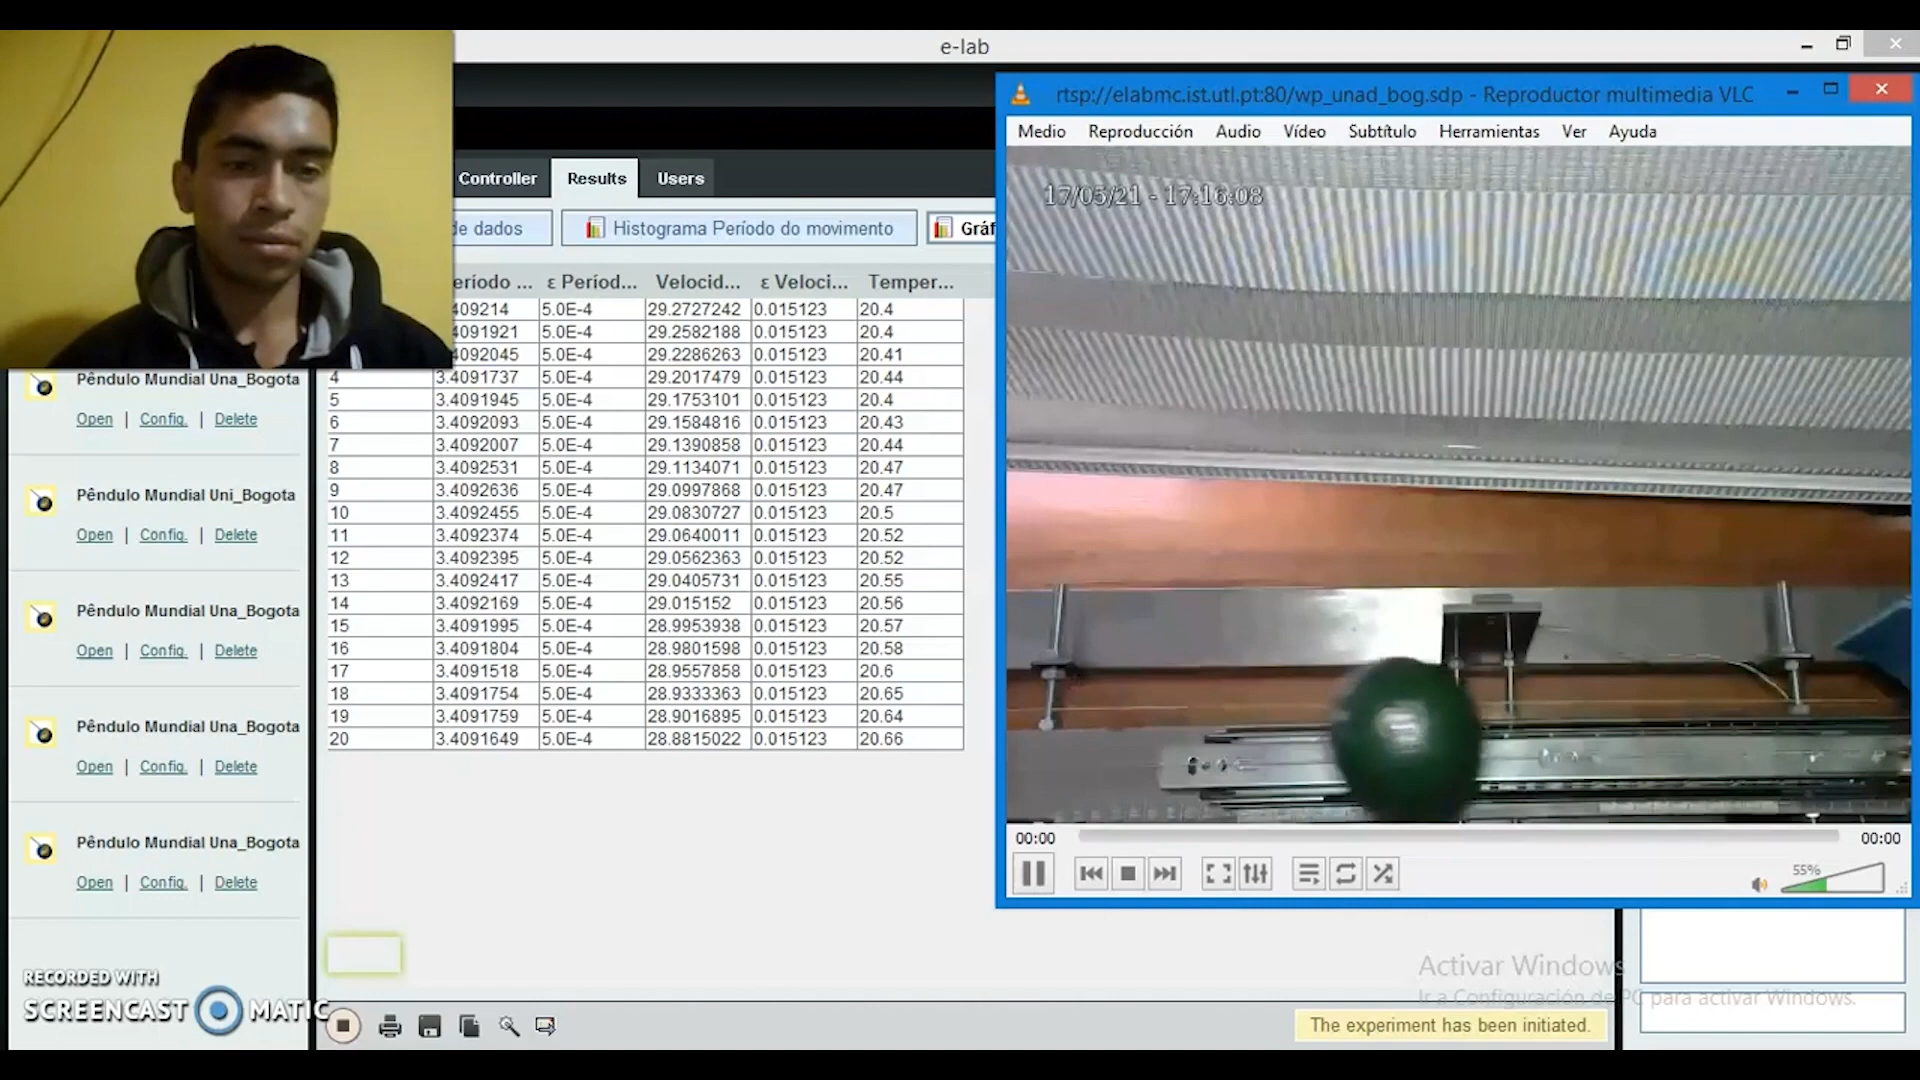 e-lab
rtsp://elabmc.ist.utl.pt:80/wp_unad_bog.sdp - Reproductor multimedia VLC
Medio Reproducción Audio Vídeo Subtítulo Herramientas Ver Ayuda
17/05/21 - 17:16:08
Controller Results Users
de dados Histograma Período do movimento Gráf
eríodo ... ε Períod... Velocid... ε Veloci... Temper...
409214 5.0E-4 29.2727242 0.015123 20.4
4091921 5.0E-4 29.2582188 0.015123 20.4
4092045 5.0E-4 29.2286263 0.015123 20.41
4 3.4091737 5.0E-4 29.2017479 0.015123 20.44
5 3.4091945 5.0E-4 29.1753101 0.015123 20.4
6 3.4092093 5.0E-4 29.1584816 0.015123 20.43
7 3.4092007 5.0E-4 29.1390858 0.015123 20.44
8 3.4092531 5.0E-4 29.1134071 0.015123 20.47
9 3.4092636 5.0E-4 29.0997868 0.015123 20.47
10 3.4092455 5.0E-4 29.0830727 0.015123 20.5
11 3.4092374 5.0E-4 29.0640011 0.015123 20.52
12 3.4092395 5.0E-4 29.0562363 0.015123 20.52
13 3.4092417 5.0E-4 29.0405731 0.015123 20.55
14 3.4092169 5.0E-4 29.015152 0.015123 20.56
15 3.4091995 5.0E-4 28.9953938 0.015123 20.57
16 3.4091804 5.0E-4 28.9801598 0.015123 20.58
17 3.4091518 5.0E-4 28.9557858 0.015123 20.6
18 3.4091754 5.0E-4 28.9333363 0.015123 20.65
19 3.4091759 5.0E-4 28.9016895 0.015123 20.64
20 3.4091649 5.0E-4 28.8815022 0.015123 20.66
Pêndulo Mundial Una_Bogota
Open | Config. | Delete
Pêndulo Mundial Uni_Bogota
Open | Config. | Delete
Pêndulo Mundial Una_Bogota
Open | Config. | Delete
Pêndulo Mundial Una_Bogota
Open | Config. | Delete
Pêndulo Mundial Una_Bogota
Open | Config. | Delete
00:00 00:00
55%
Activar Windows
Ir a Configuración de PC para activar Windows.
The experiment has been initiated.
RECORDED WITH
SCREENCAST MATIC